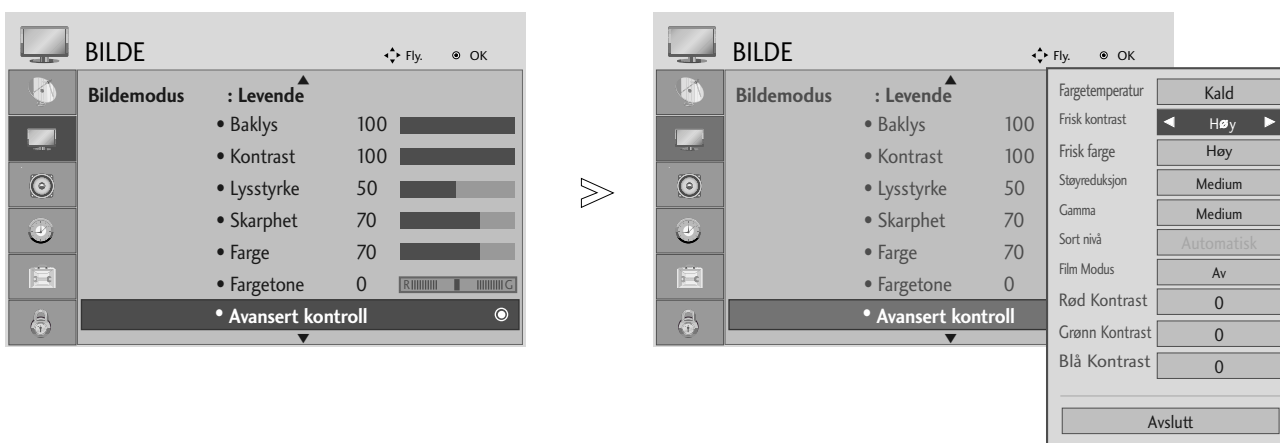 BILDE
Fly. OK
Bildemodus : Levende
• Baklys 100
• Kontrast 100
• Lysstyrke 50
• Skarphet 70
• Farge 70
• Fargetone 0 R G
• Avansert kontroll
BILDE
Fly. OK
Bildemodus : Levende
• Baklys 100
• Kontrast 100
• Lysstyrke 50
• Skarphet 70
• Farge 70
• Fargetone 0
• Avansert kontroll
Fargetemperatur Kald
Frisk kontrast Høy
Frisk farge Høy
Støyreduksjon Medium
Gamma Medium
Sort nivå Automatisk
Film Modus Av
Rød Kontrast 0
Grønn Kontrast 0
Blå Kontrast 0
Avslutt